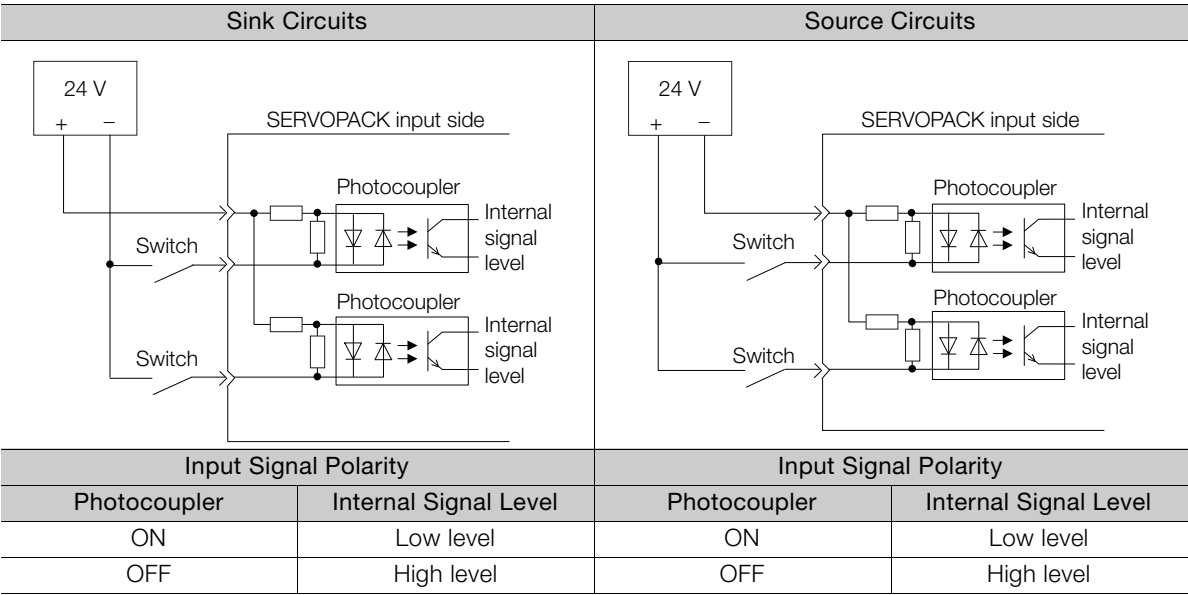 Sink Circuits
Source Circuits
24 V
+ −
SERVOPACK input side
Photocoupler
Internal
signal
level
Switch
Photocoupler
Internal
signal
level
Switch
24 V
+ −
SERVOPACK input side
Photocoupler
Internal
signal
level
Switch
Photocoupler
Internal
signal
level
Switch
Input Signal Polarity
Input Signal Polarity
Photocoupler Internal Signal Level Photocoupler Internal Signal Level
ON Low level ON Low level
OFF High level OFF High level